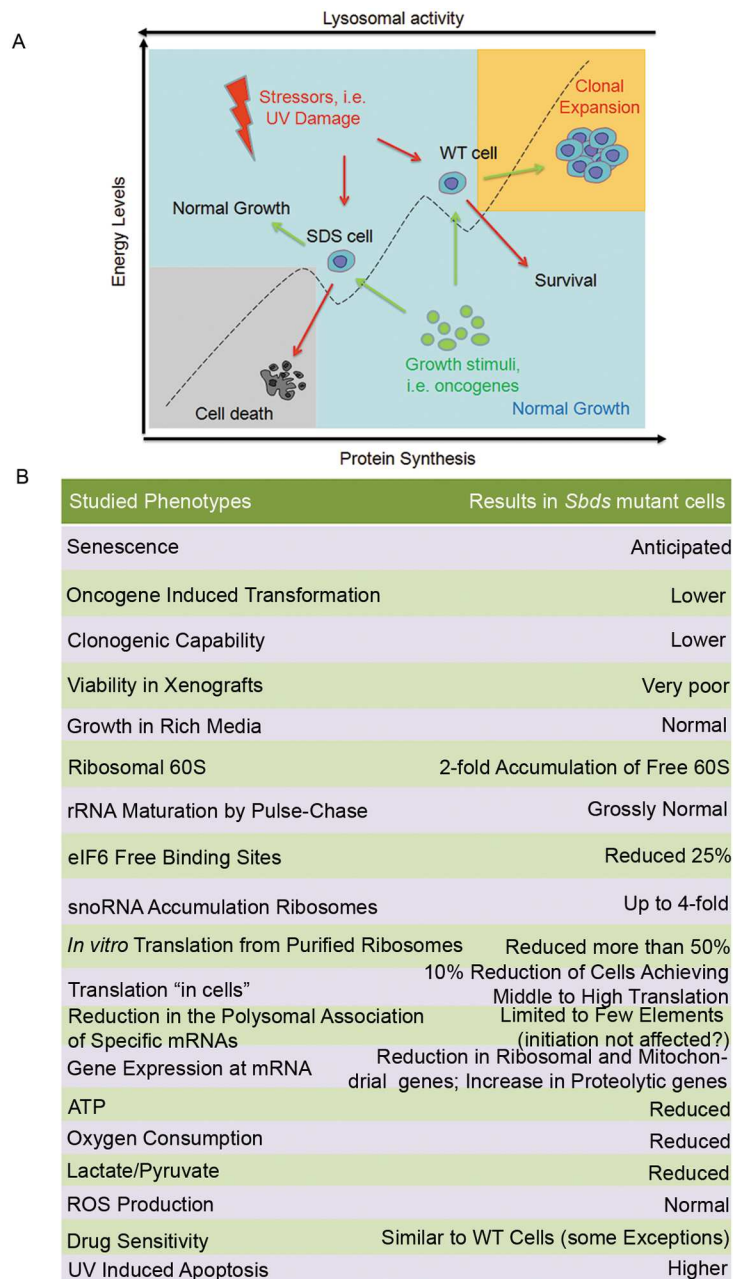 A
Lysosomal activity
Energy Levels
Stressors, i.e.
UV Damage
Clonal
Expansion
WT cell
Normal Growth
SDS cell
Survival
Growth stimuli,
i.e. oncogenes
Cell death
Normal Growth
Protein Synthesis
B
Studied Phenotypes Results in Sbds mutant cells
Senescence Anticipated
Oncogene Induced Transformation Lower
Clonogenic Capability Lower
Viability in Xenografts Very poor
Growth in Rich Media Normal
Ribosomal 60S 2-fold Accumulation of Free 60S
rRNA Maturation by Pulse-Chase Grossly Normal
eIF6 Free Binding Sites Reduced 25%
snoRNA Accumulation Ribosomes Up to 4-fold
In vitro Translation from Purified Ribosomes Reduced more than 50%
Translation “in cells” 10% Reduction of Cells Achieving
Middle to High Translation
Reduction in the Polysomal Association Limited to Few Elements
of Specific mRNAs (initiation not affected?)
Gene Expression at mRNA Reduction in Ribosomal and Mitochon-
drial genes; Increase in Proteolytic genes
ATP Reduced
Oxygen Consumption Reduced
Lactate/Pyruvate Reduced
ROS Production Normal
Drug Sensitivity Similar to WT Cells (some Exceptions)
UV Induced Apoptosis Higher